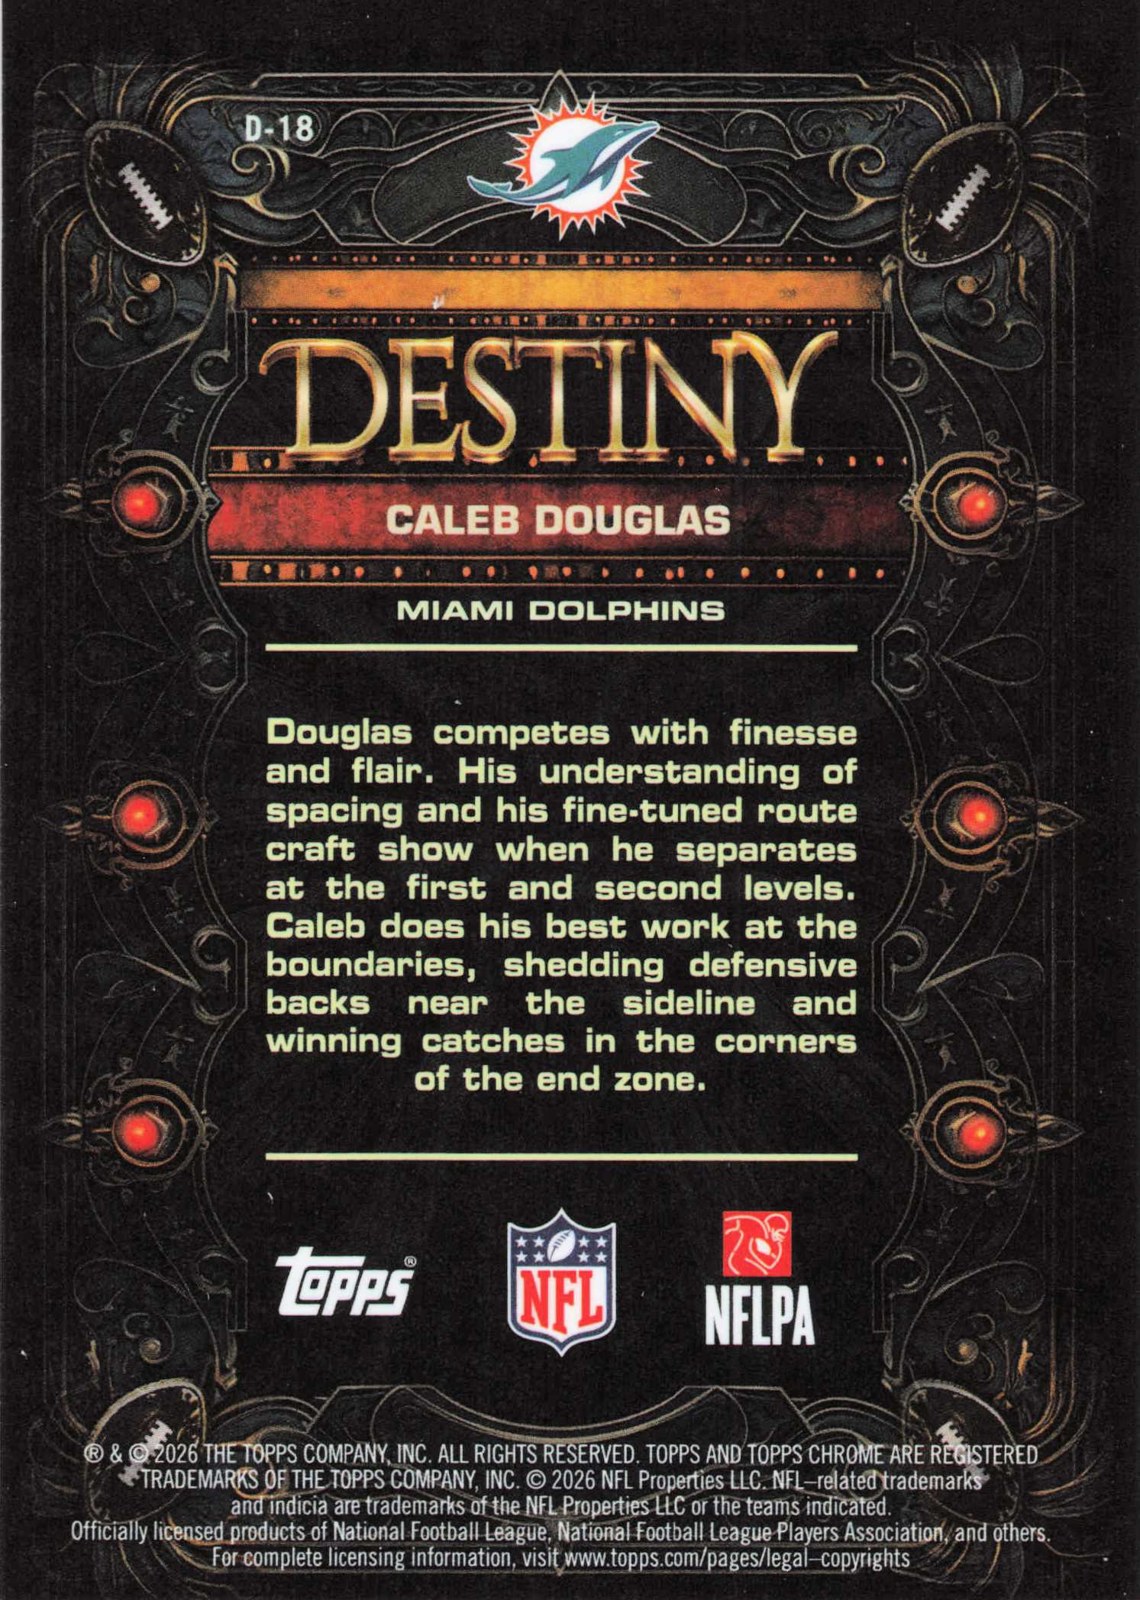 D-18
DESTINY
CALEB DOUGLAS
MIAMI DOLPHINS
Douglas competes with finesse
and flair. His understanding of
spacing and his fine-tuned route
craft show when he separates
at the first and second levels.
Caleb does his best work at the
boundaries, shedding defensive
backs near the sideline and
winning catches in the corners
of the end zone.
Topps®
NFL
NFLPA
® & © 2026 THE TOPPS COMPANY, INC. ALL RIGHTS RESERVED. TOPPS AND TOPPS CHROME ARE REGISTERED
TRADEMARKS OF THE TOPPS COMPANY, INC. © 2026 NFL Properties LLC. NFL-related trademarks
and indicia are trademarks of the NFL Properties LLC or the teams indicated.
Officially licensed products of National Football League, National Football League Players Association, and others.
For complete licensing information, visit www.topps.com/pages/legal-copyrights